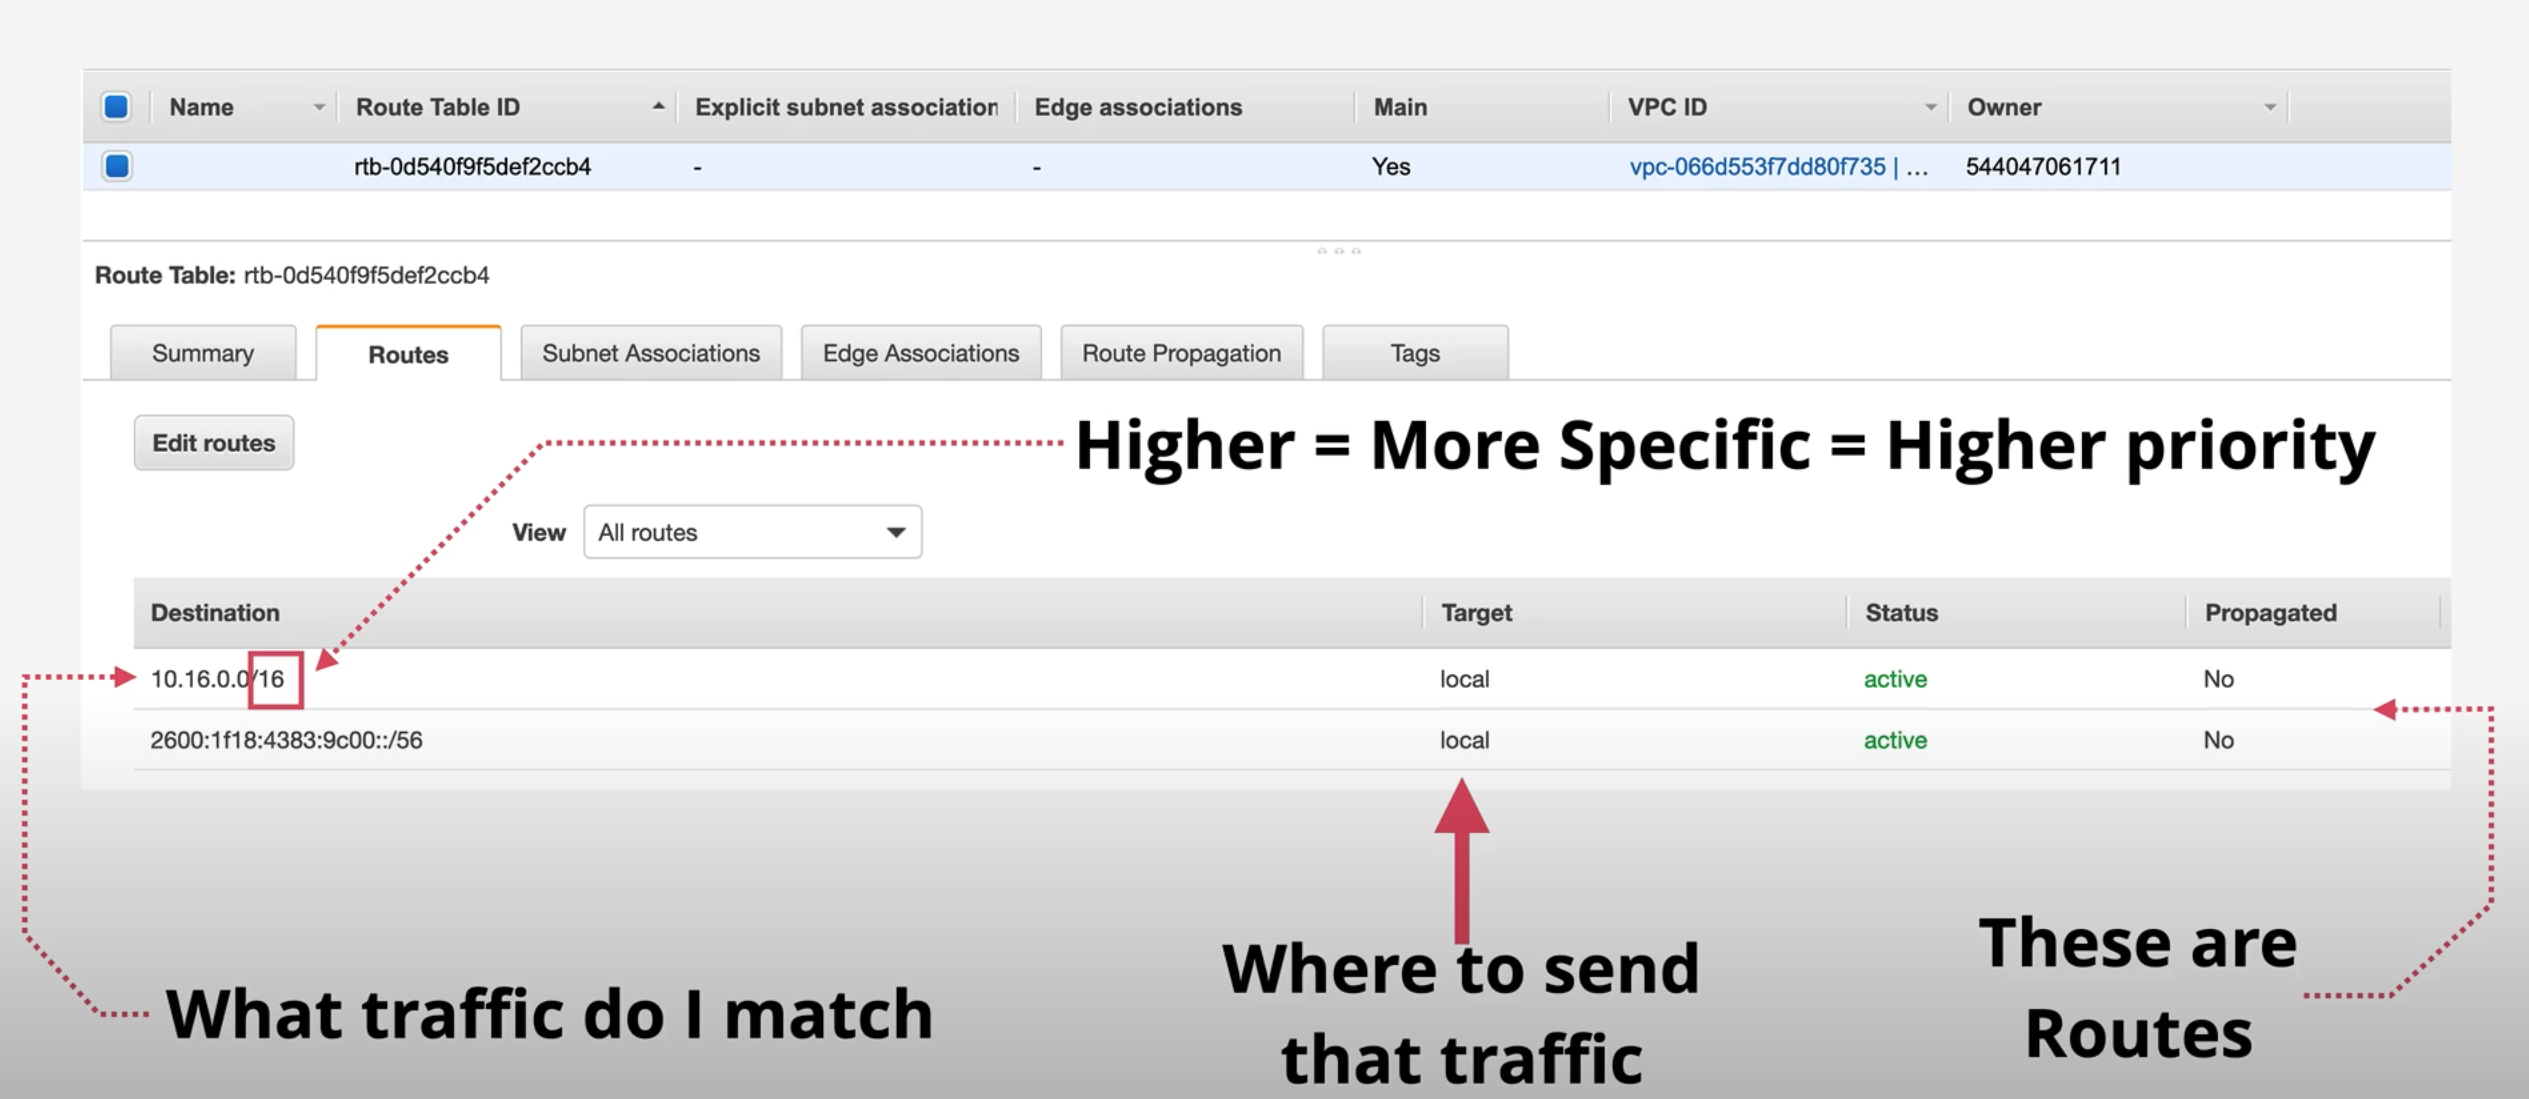 Name Route Table ID Explicit subnet association Edge associations Main VPC ID Owner
rtb-0d540f9f5def2ccb4 - - Yes vpc-066d553f7dd80f735 | ... 544047061711
Route Table: rtb-0d540f9f5def2ccb4
Summary Routes Subnet Associations Edge Associations Route Propagation Tags
Edit routes
Higher = More Specific = Higher priority
View All routes
Destination Target Status Propagated
10.16.0.0/16 local active No
2600:1f18:4383:9c00::/56 local active No
What traffic do I match
Where to send
that traffic
These are
Routes